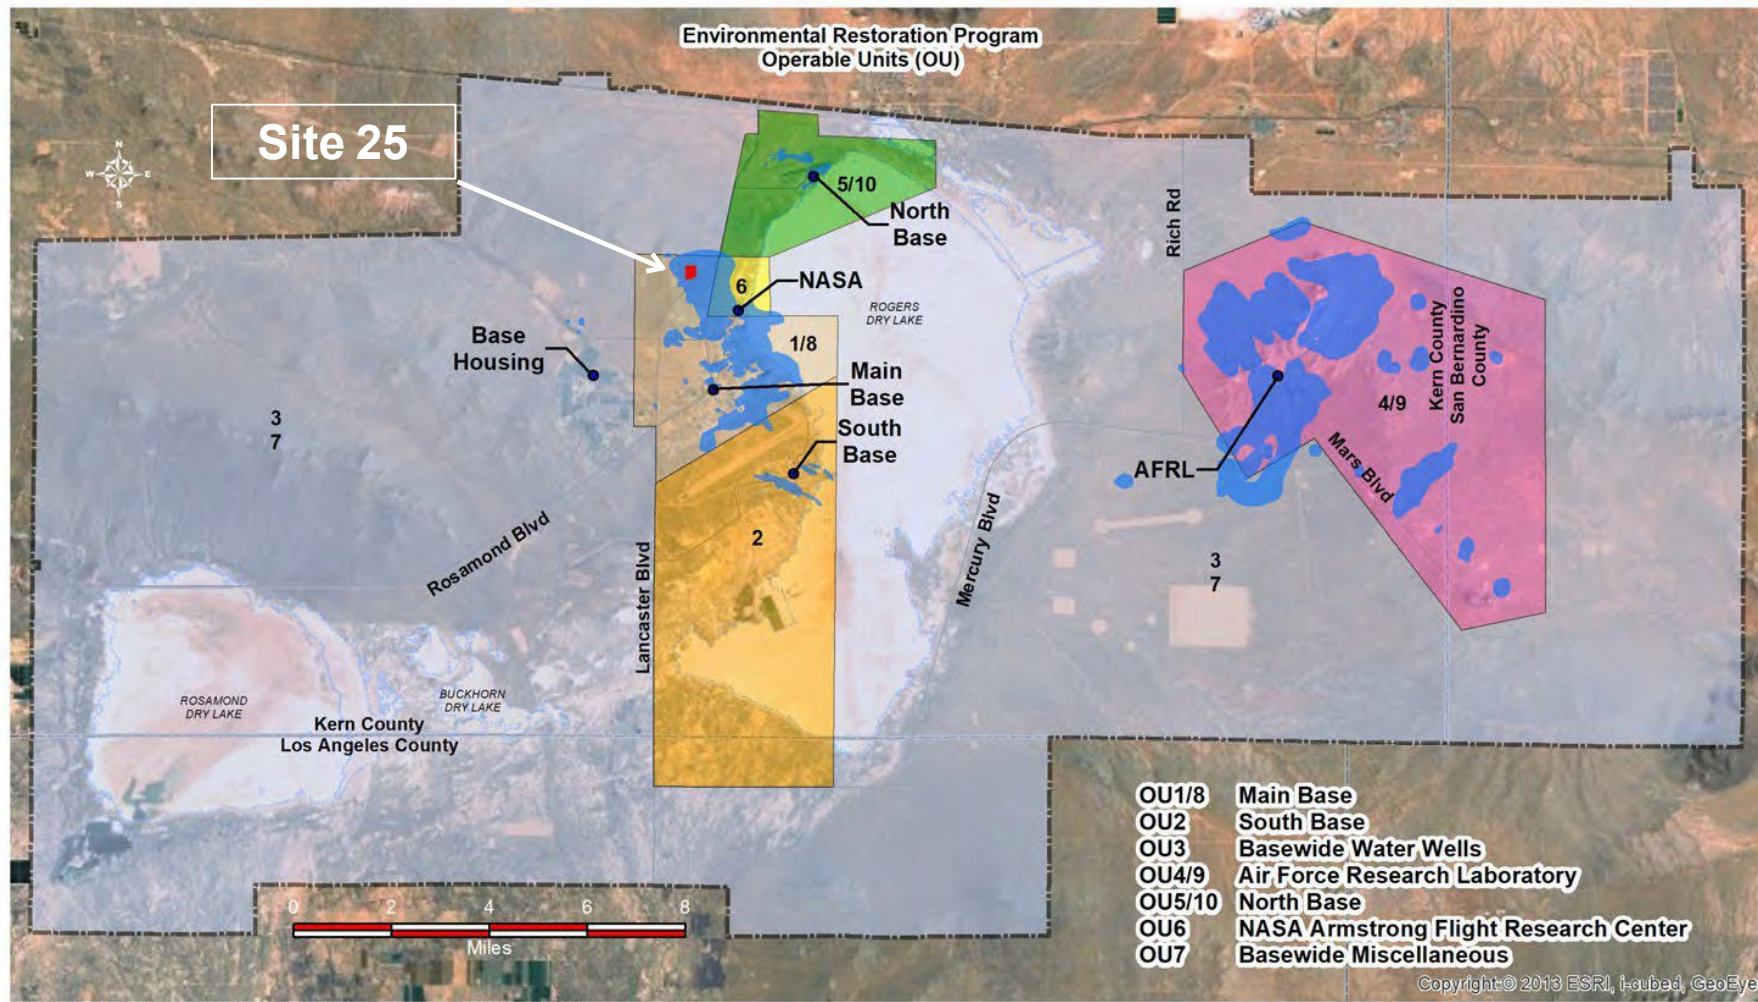 Environmental Restoration Program
Operable Units (OU)
Site 25
N
W E
S
5/10
North
Base
Rich Rd
6
NASA
ROGERS
DRY LAKE
Base
Housing
1/8
Main
Base
South
Base
3
7
Kern County
San Bernardino
County
4/9
AFRL
Mars Blvd
Mercury Blvd
Rosamond Blvd
Lancaster Blvd
2
3
7
ROSAMOND
DRY LAKE
BUCKHORN
DRY LAKE
Kern County
Los Angeles County
0 2 4 6 8
Miles
OU1/8 Main Base
OU2 South Base
OU3 Basewide Water Wells
OU4/9 Air Force Research Laboratory
OU5/10 North Base
OU6 NASA Armstrong Flight Research Center
OU7 Basewide Miscellaneous
Copyright:© 2013 ESRI, i-cubed, GeoEye